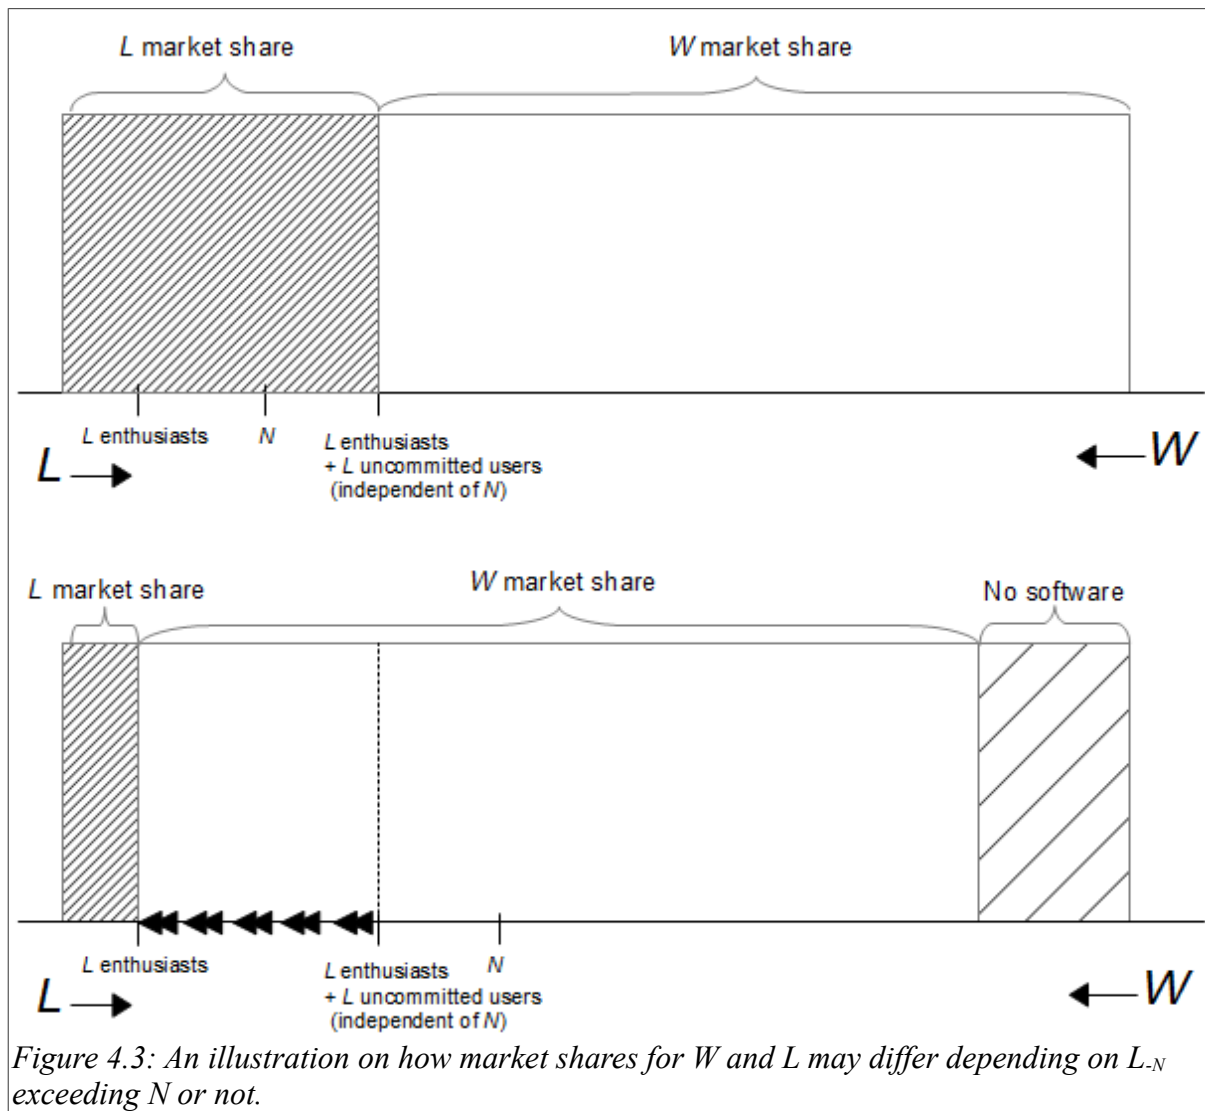 L market share
W market share
L enthusiasts
N
L enthusiasts
+ L uncommitted users
(independent of N)
L
W
L market share
W market share
No software
L enthusiasts
L enthusiasts
+ L uncommitted users
(independent of N)
N
L
W
Figure 4.3: An illustration on how market shares for W and L may differ depending on L-N
exceeding N or not.